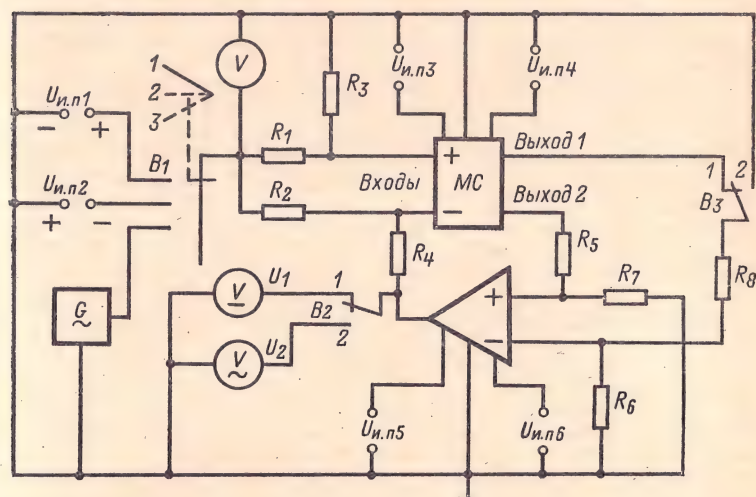 1
2
3
V
R3
Uи.п3
Uи.п4
Uи.п1
− +
B1
R1
+
Выход 1
1 2
Входы
МС
B3
Uи.п2
+ −
R2
−
Выход 2
R4
R5
R7
R8
G
~
V
−
U1
1
B2
2
+
−
V
~
U2
Uи.п5
Uи.п6
R6